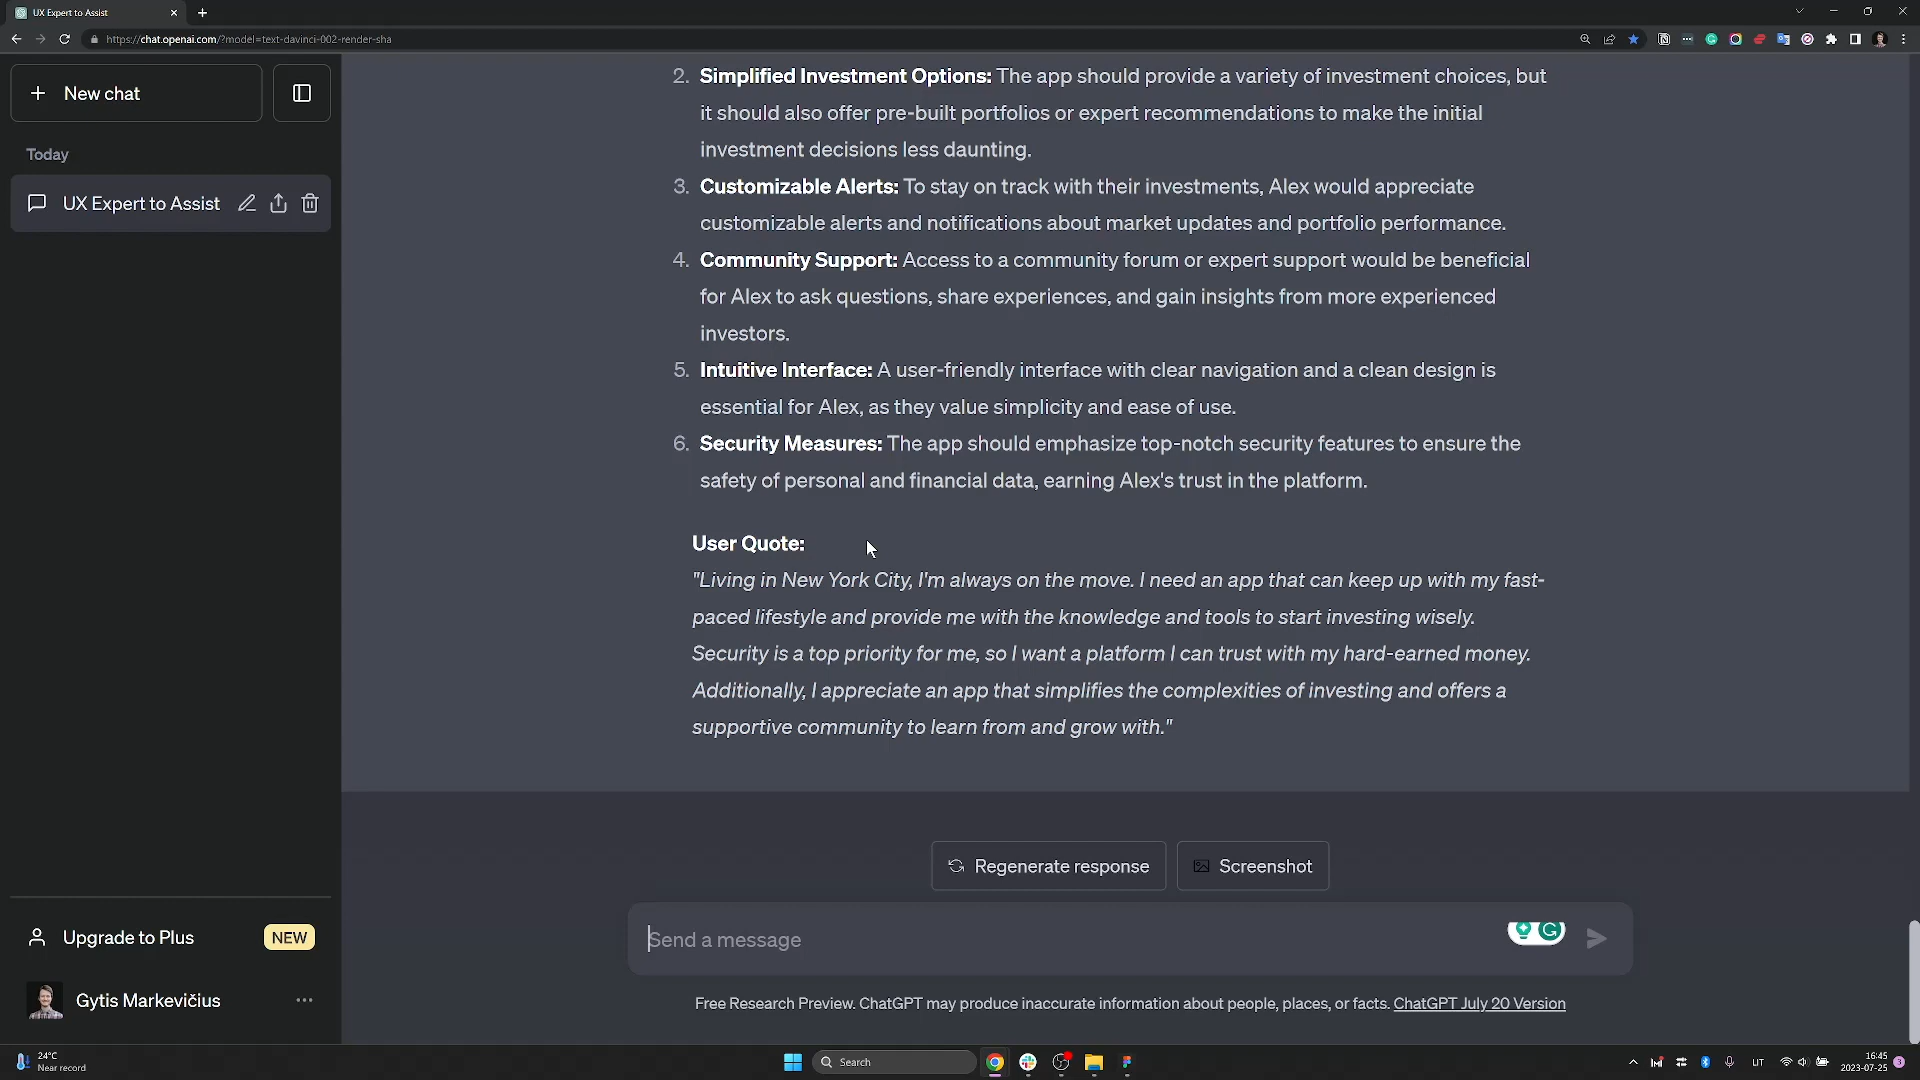 UX Expert to Assist
https://chat.openai.com/?model=text-davinci-002-render-sha
New chat
Today
UX Expert to Assist
2. Simplified Investment Options: The app should provide a variety of investment choices, but
it should also offer pre-built portfolios or expert recommendations to make the initial
investment decisions less daunting.
3. Customizable Alerts: To stay on track with their investments, Alex would appreciate
customizable alerts and notifications about market updates and portfolio performance.
4. Community Support: Access to a community forum or expert support would be beneficial
for Alex to ask questions, share experiences, and gain insights from more experienced
investors.
5. Intuitive Interface: A user-friendly interface with clear navigation and a clean design is
essential for Alex, as they value simplicity and ease of use.
6. Security Measures: The app should emphasize top-notch security features to ensure the
safety of personal and financial data, earning Alex's trust in the platform.
User Quote:
"Living in New York City, I'm always on the move. I need an app that can keep up with my fast-
paced lifestyle and provide me with the knowledge and tools to start investing wisely.
Security is a top priority for me, so I want a platform I can trust with my hard-earned money.
Additionally, I appreciate an app that simplifies the complexities of investing and offers a
supportive community to learn from and grow with."
Regenerate response
Screenshot
Send a message
Free Research Preview. ChatGPT may produce inaccurate information about people, places, or facts. ChatGPT July 20 Version
Upgrade to Plus
NEW
Gytis Markevičius
24°C
Near record
Search
LIT
16:45
2023-07-25
3